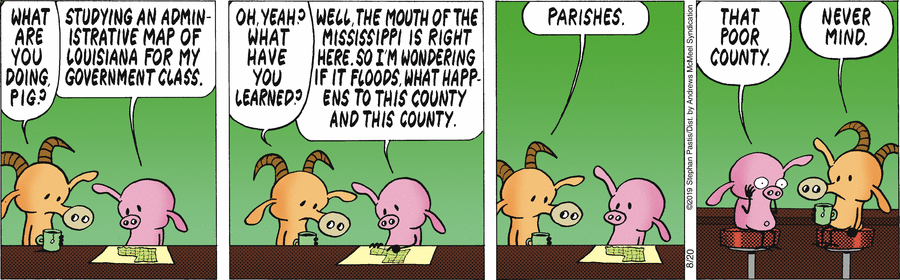 WHAT
ARE
YOU
DOING,
PIG?
STUDYING AN ADMIN-
ISTRATIVE MAP OF
LOUISIANA FOR MY
GOVERNMENT CLASS.
OH, YEAH?
WHAT
HAVE
YOU
LEARNED?
WELL, THE MOUTH OF THE
MISSISSIPPI IS RIGHT
HERE. SO I'M WONDERING
IF IT FLOODS, WHAT HAPP-
ENS TO THIS COUNTY
AND THIS COUNTY.
PARISHES.
©2019 Stephan Pastis/Dist. by Andrews McMeel Syndication
8/20
THAT
POOR
COUNTY.
NEVER
MIND.